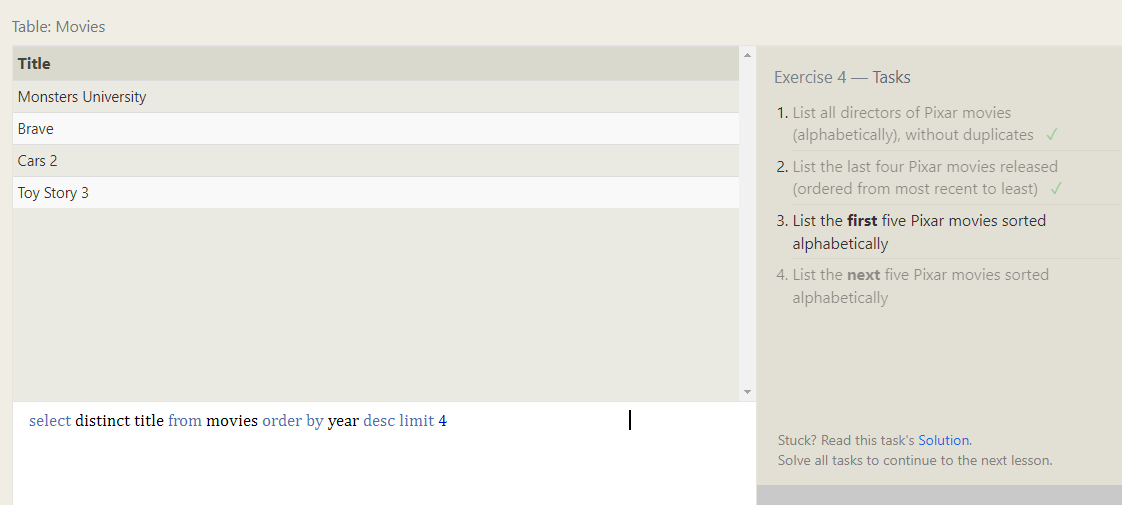 Table: Movies
Title
Monsters University
Brave
Cars 2
Toy Story 3
select distinct title from movies order by year desc limit 4
Exercise 4 — Tasks
1. List all directors of Pixar movies
(alphabetically), without duplicates ✓
2. List the last four Pixar movies released
(ordered from most recent to least) ✓
3. List the first five Pixar movies sorted
alphabetically
4. List the next five Pixar movies sorted
alphabetically
Stuck? Read this task's Solution.
Solve all tasks to continue to the next lesson.